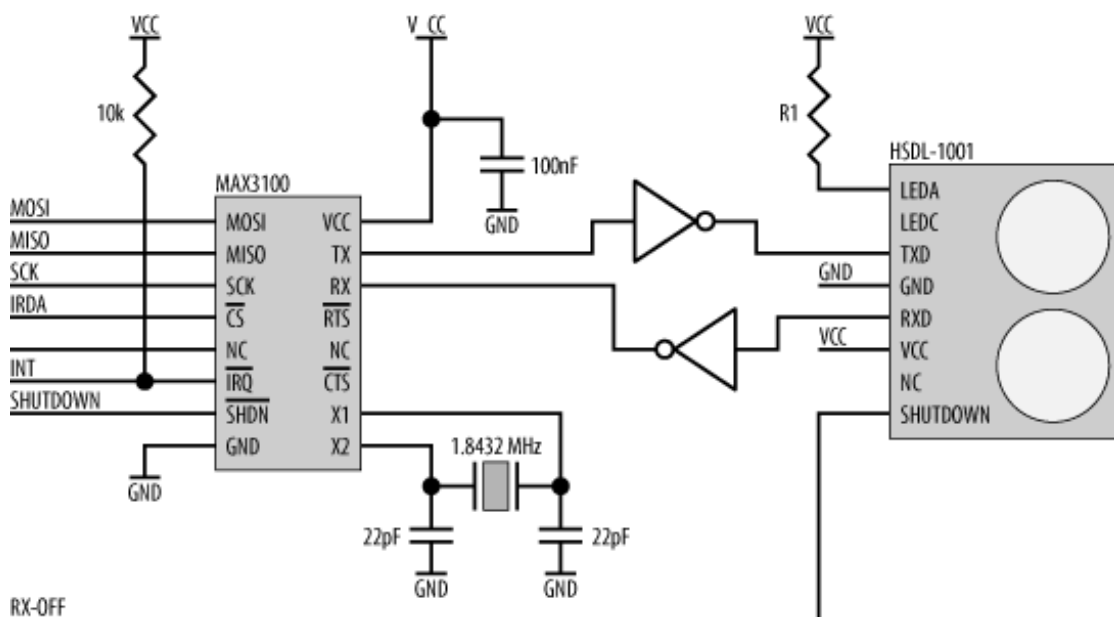 VCC
V_CC
VCC
10k
R1
100nF
GND
HSDL-1001
MAX3100
MOSI
MISO
SCK
IRDA
INT
SHUTDOWN
MOSI
MISO
SCK
CS
NC
IRQ
SHDN
GND
VCC
TX
RX
RTS
NC
CTS
X1
X2
GND
1.8432 MHz
22pF
22pF
GND
GND
GND
VCC
LEDA
LEDC
TXD
GND
RXD
VCC
NC
SHUTDOWN
RX-OFF